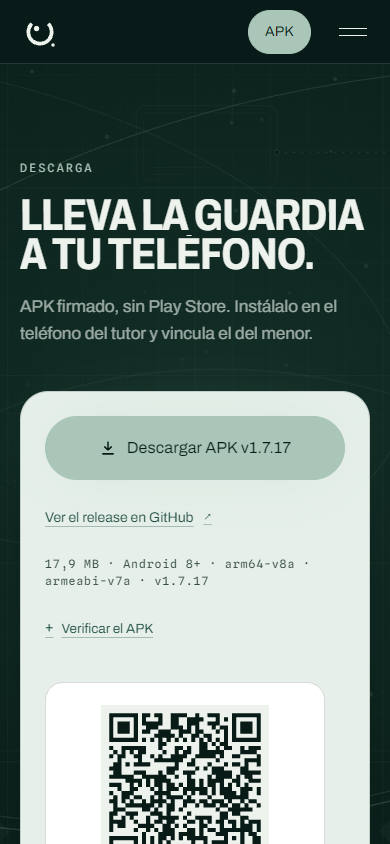 APK
DESCARGA
LLEVA LA GUARDIA
A TU TELÉFONO.
APK firmado, sin Play Store. Instálalo en el
teléfono del tutor y vincula el del menor.
Descargar APK v1.7.17
Ver el release en GitHub ↗
17,9 MB · Android 8+ · arm64-v8a ·
armeabi-v7a · v1.7.17
+ Verificar el APK